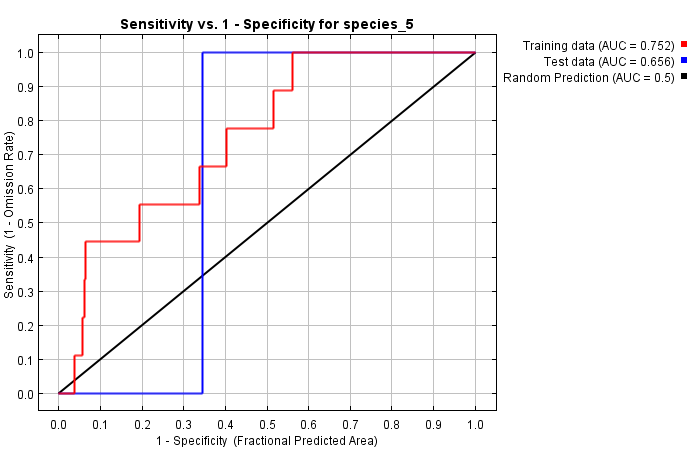 Sensitivity vs. 1 - Specificity for species_5
Training data (AUC = 0.752)
Test data (AUC = 0.656)
Random Prediction (AUC = 0.5)
Sensitivity (1 - Omission Rate)
1.0
0.9
0.8
0.7
0.6
0.5
0.4
0.3
0.2
0.1
0.0
0.0 0.1 0.2 0.3 0.4 0.5 0.6 0.7 0.8 0.9 1.0
1 - Specificity (Fractional Predicted Area)